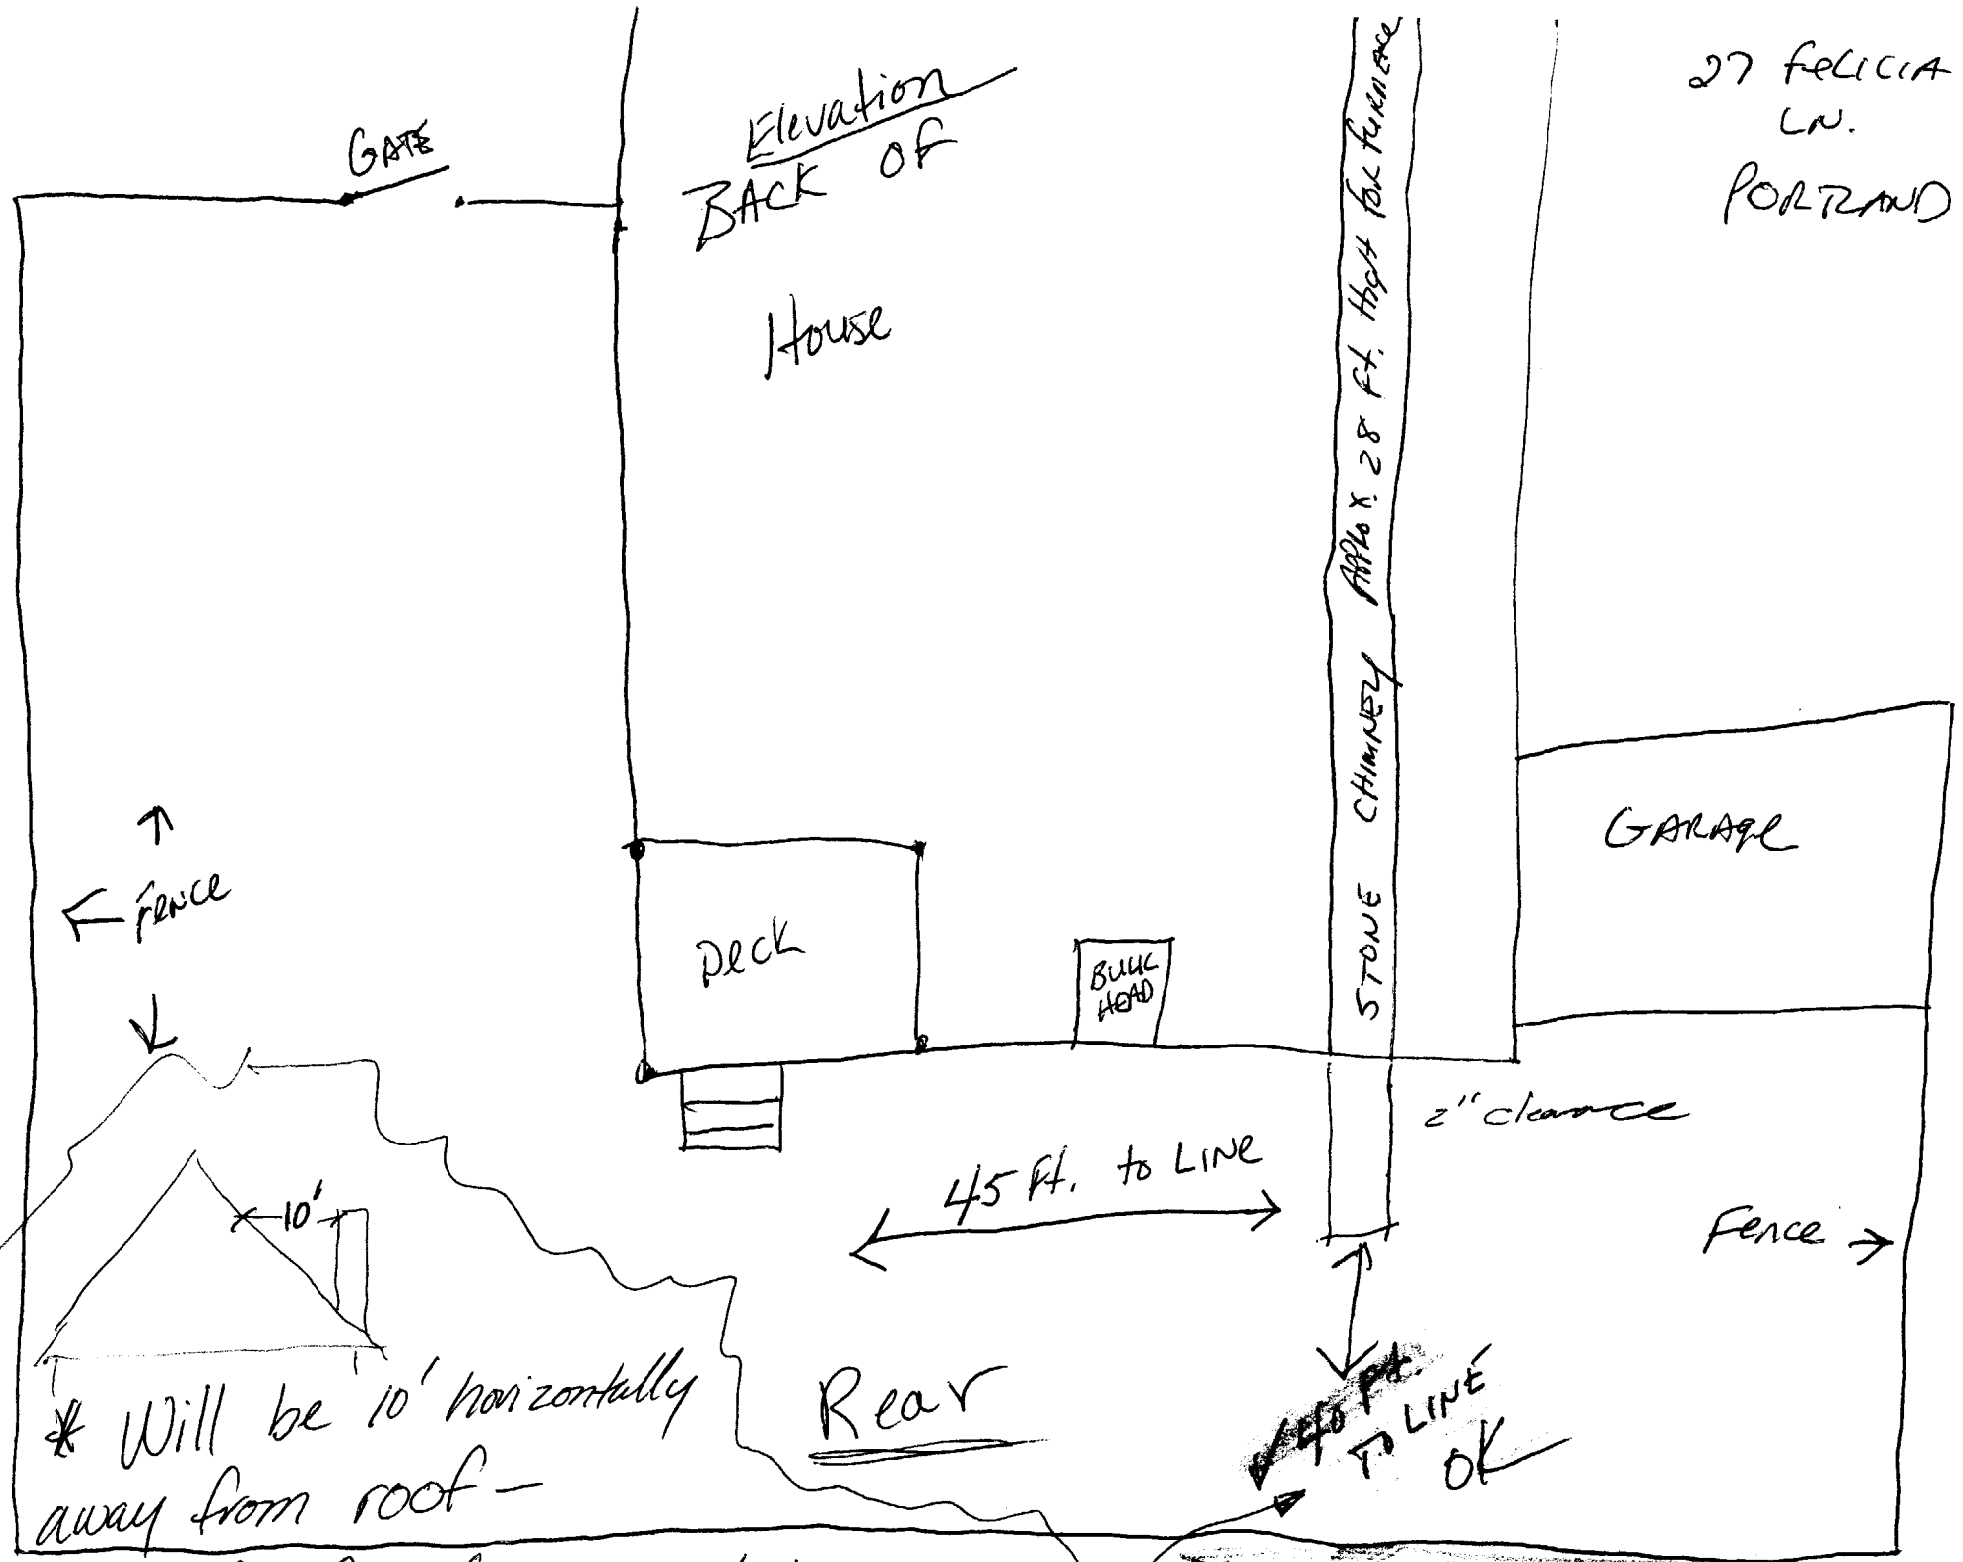 27 FELICIA
LN.
PORTLAND
GATE
Elevation
BACK OF
House
STONE CHIMNEY APPROX. 28 Ft. High for furnace
GARAGE
← Fence
Deck
BULK
HEAD
2" clearance
45 Ft. to LINE
Fence →
10'
40 Ft.
TO LINE
OK
Rear
* Will be 10' horizontally
away from roof —